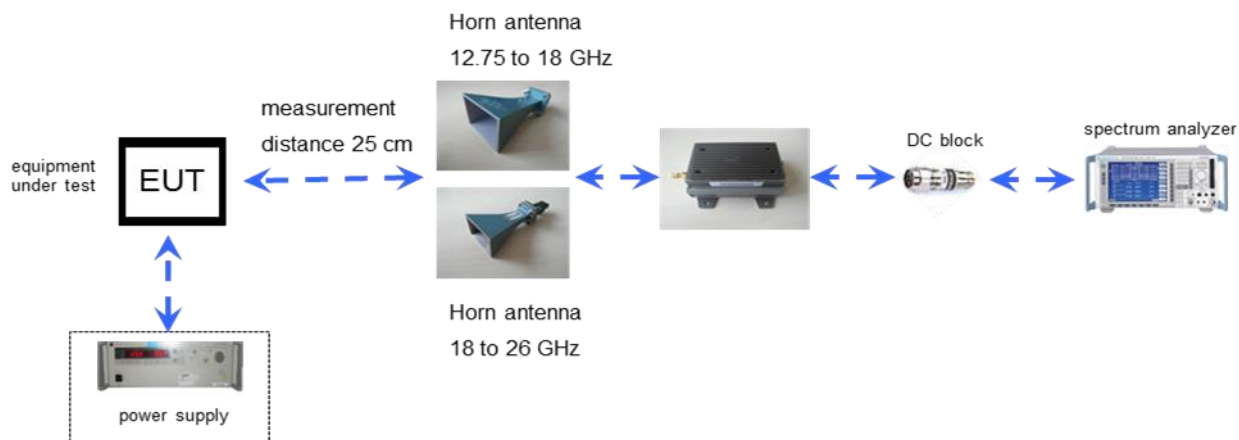 Horn antenna
12.75 to 18 GHz
measurement
distance 25 cm
equipment
under test
EUT
DC block
spectrum analyzer
Horn antenna
18 to 26 GHz
power supply